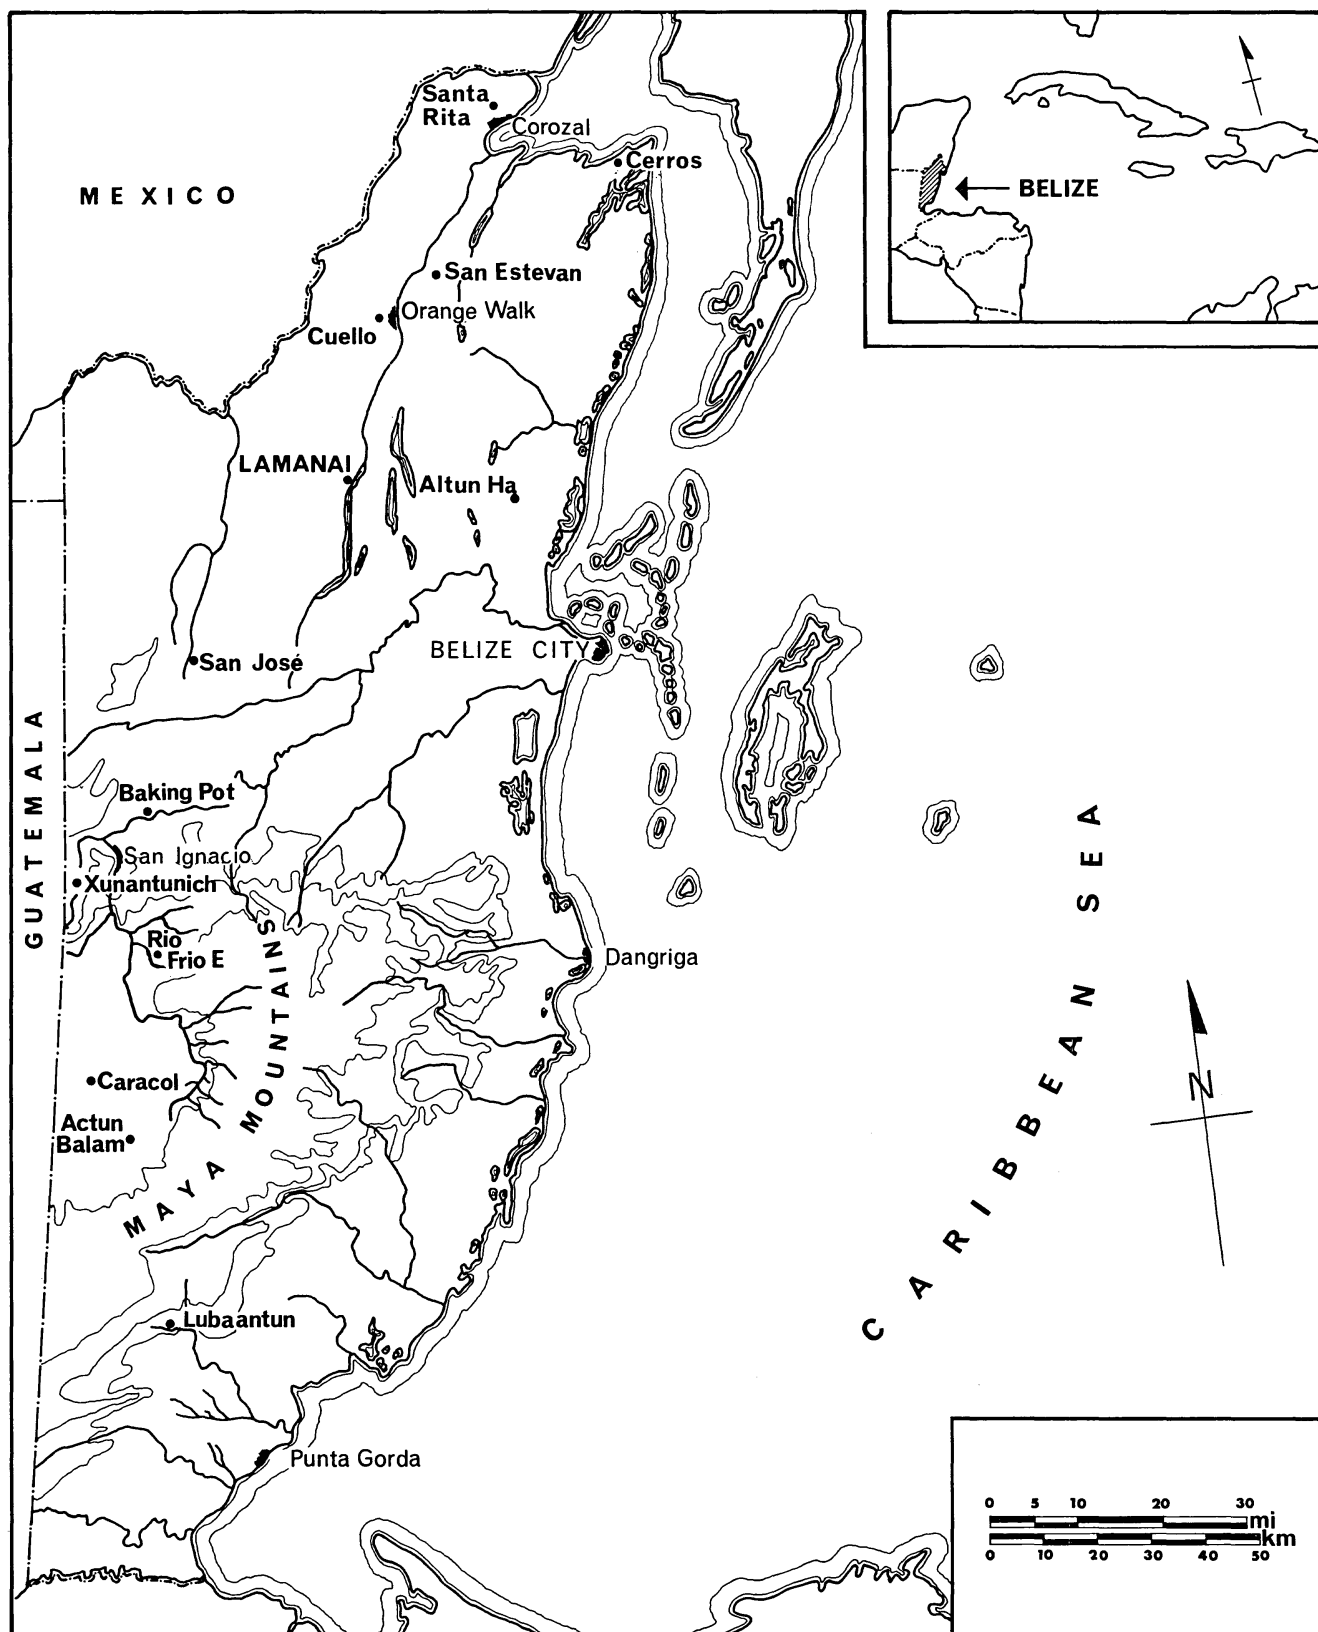 Santa
Rita
Corozal
Cerros
MEXICO
BELIZE
San Estevan
Orange Walk
Cuello
LAMANAI
Altun Ha
BELIZE CITY
San José
GUATEMALA
Baking Pot
San Ignacio
Xunantunich
Rio
Frio E
Dangriga
CARIBBEAN SEA
N
Caracol
Actun
Balam
MAYA MOUNTAINS
Lubaantun
Punta Gorda
0 5 10 20 30
mi
km
0 10 20 30 40 50